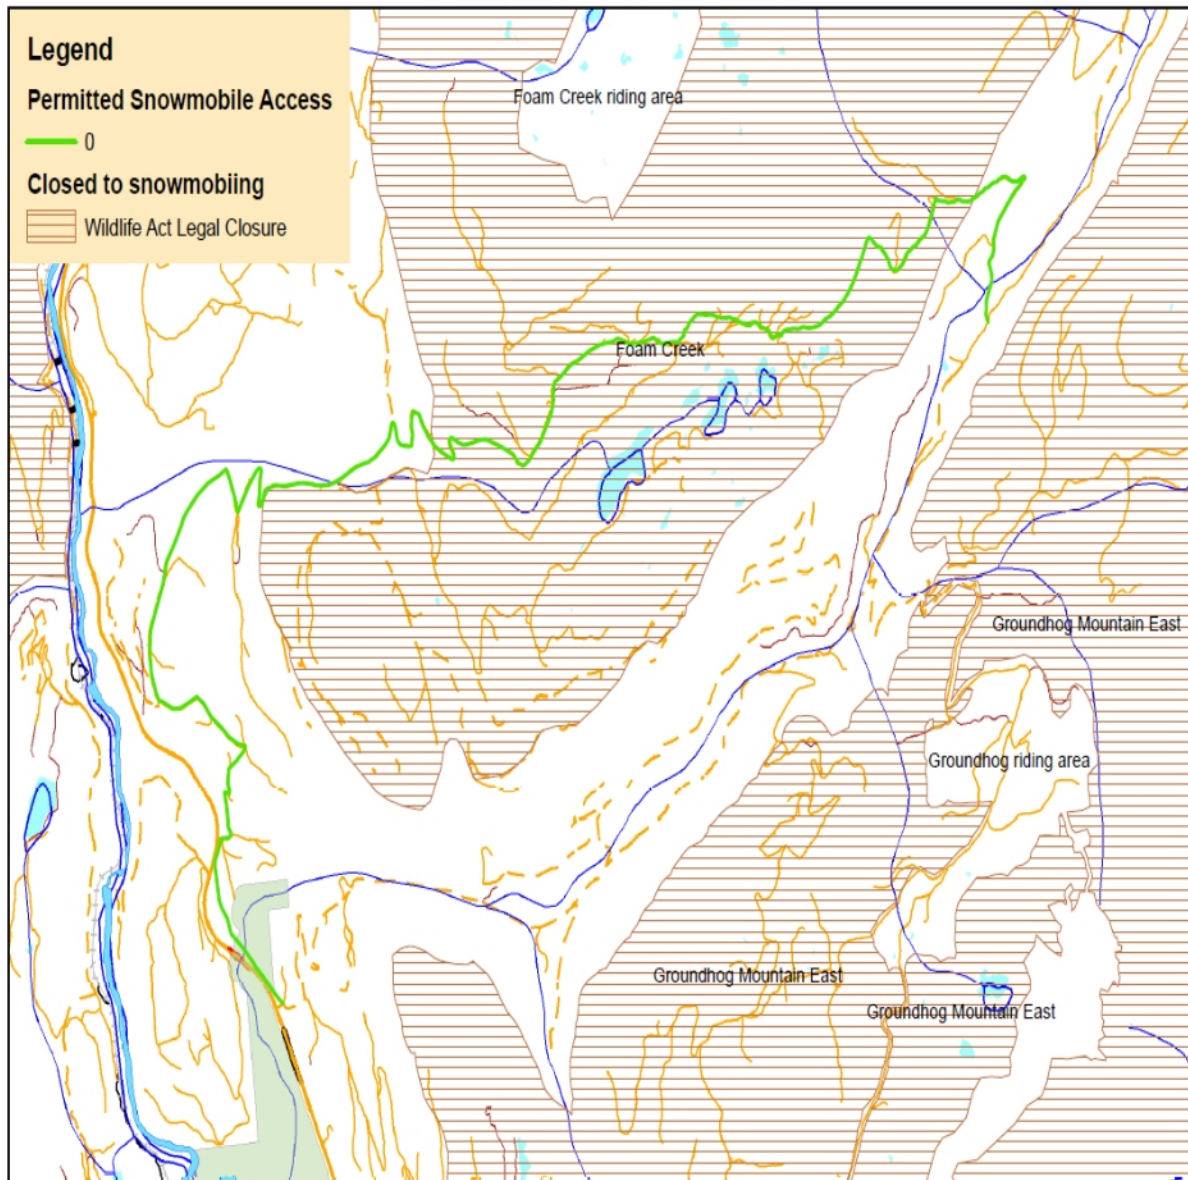 Legend
Permitted Snowmobile Access
0
Closed to snowmobiing
Wildlife Act Legal Closure
Foam Creek riding area
Foam Creek
Groundhog Mountain East
Groundhog riding area
Groundhog Mountain East
Groundhog Mountain East